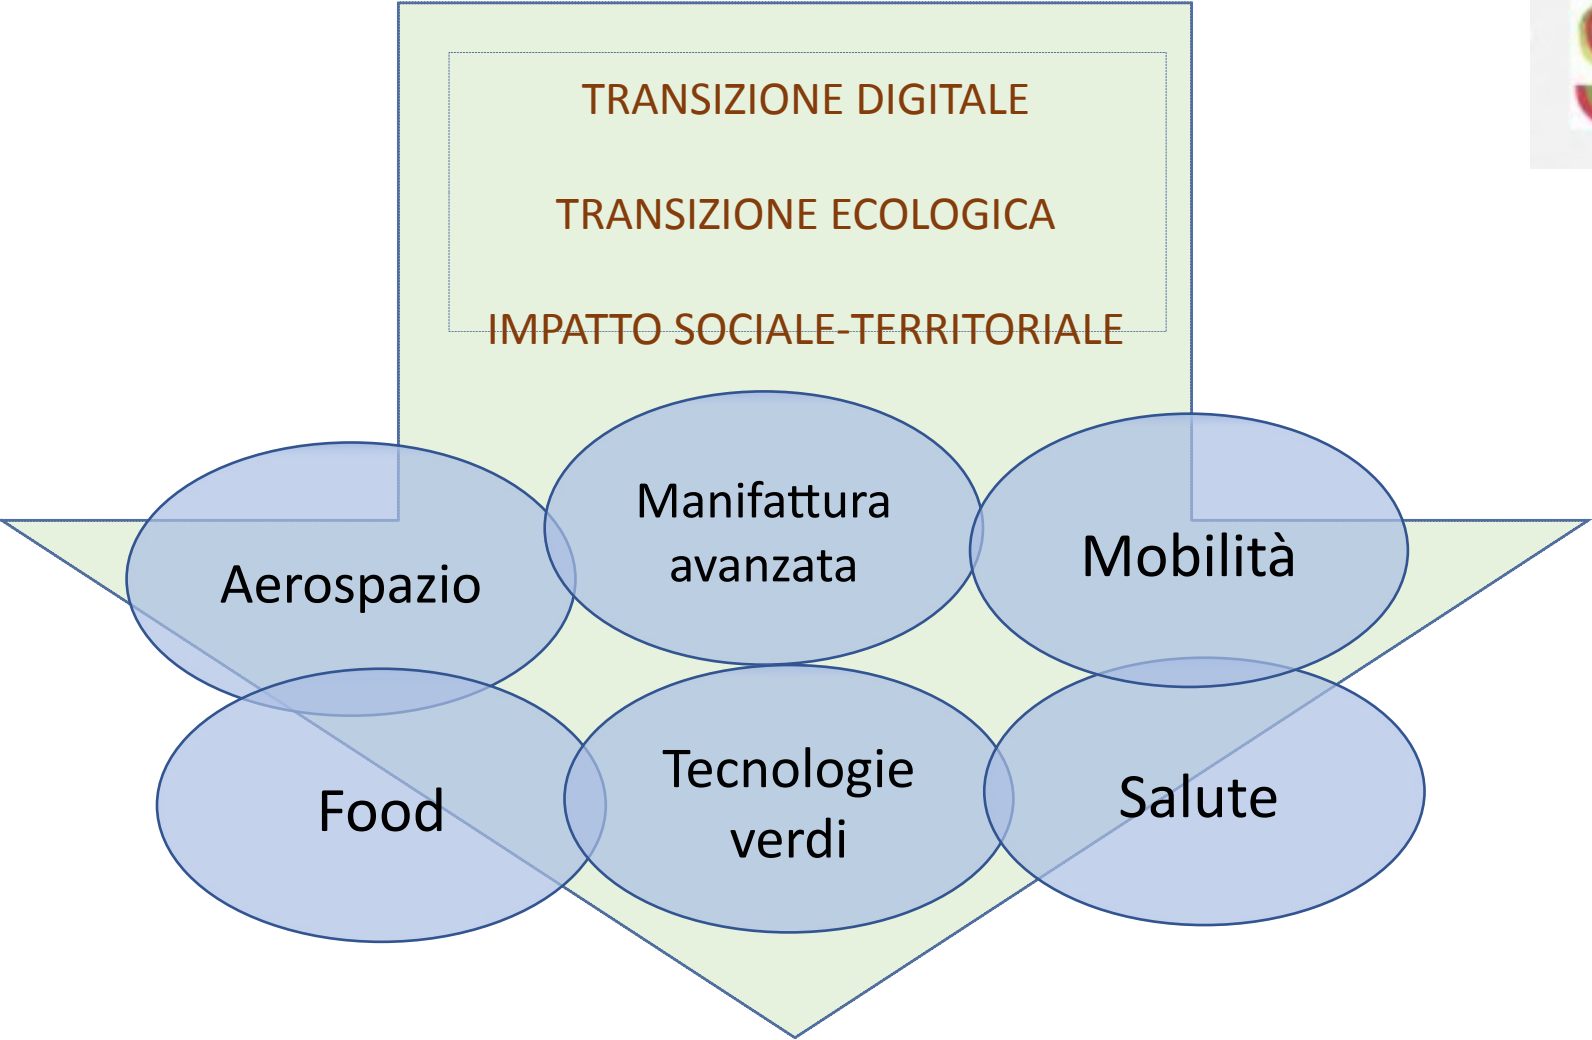 TRANSIZIONE DIGITALE
TRANSIZIONE ECOLOGICA
IMPATTO SOCIALE-TERRITORIALE
Manifattura
avanzata
Aerospazio
Mobilità
Food
Tecnologie
verdi
Salute